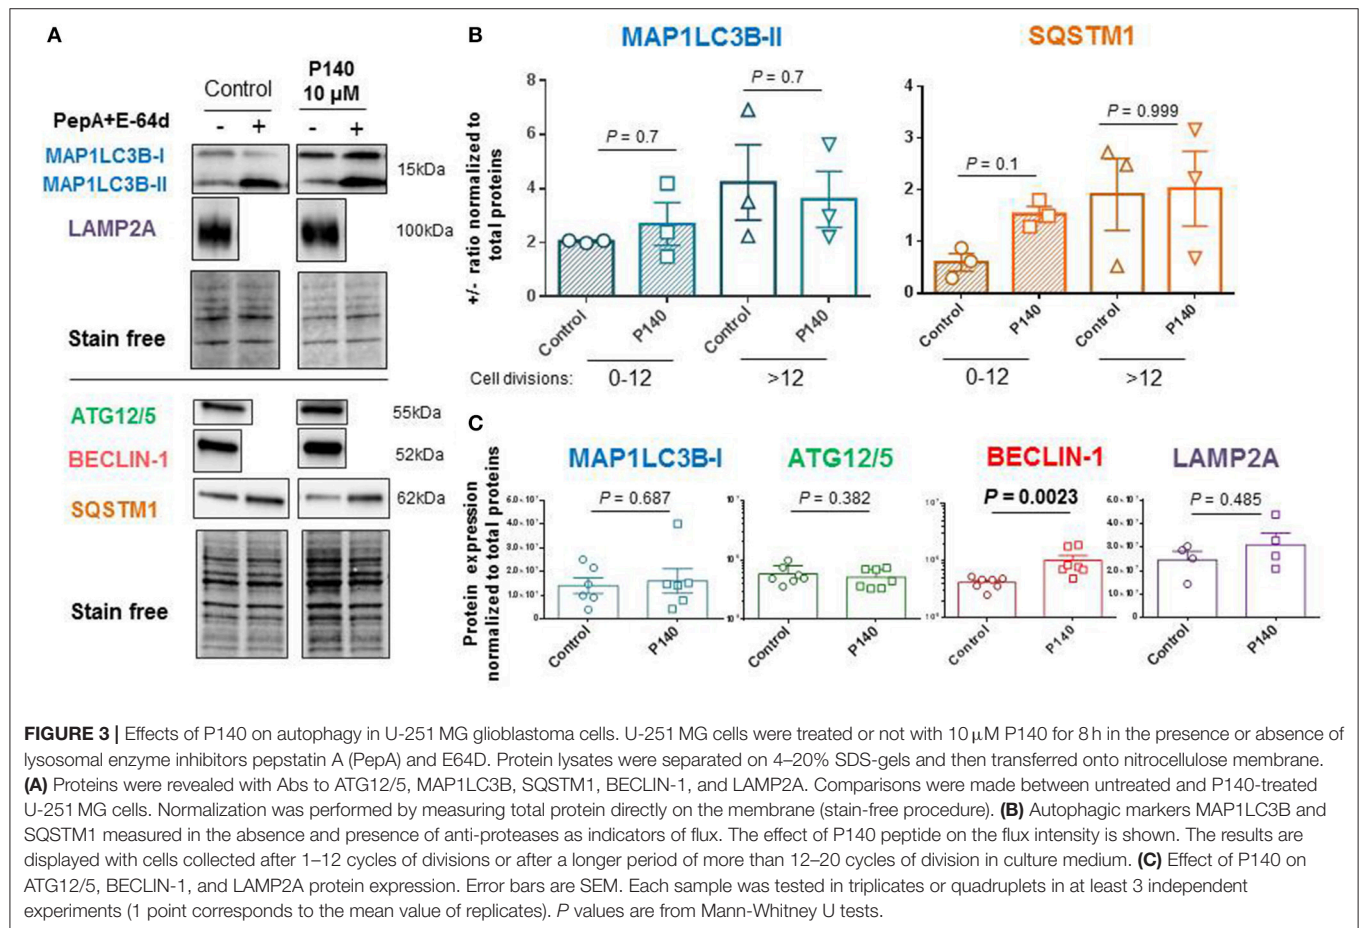 A
Control
P140
10 µM
PepA+E-64d
- + - +
MAP1LC3B-I
MAP1LC3B-II
15kDa
LAMP2A
100kDa
Stain free
ATG12/5
55kDa
BECLIN-1
52kDa
SQSTM1
62kDa
Stain free
B
MAP1LC3B-II
+/- ratio normalized to
total proteins
8
6
4
2
0
P = 0.7
P = 0.7
Control
P140
Control
P140
Cell divisions:
0-12
>12
SQSTM1
4
3
2
1
0
P = 0.1
P = 0.999
Control
P140
Control
P140
0-12
>12
C
Protein expression
normalized to total proteins
MAP1LC3B-I
P = 0.687
Control
P140
ATG12/5
P = 0.382
Control
P140
BECLIN-1
P = 0.0023
Control
P140
LAMP2A
P = 0.485
Control
P140
FIGURE 3 | Effects of P140 on autophagy in U-251 MG glioblastoma cells. U-251 MG cells were treated or not with 10 µM P140 for 8 h in the presence or absence of
lysosomal enzyme inhibitors pepstatin A (PepA) and E64D. Protein lysates were separated on 4–20% SDS-gels and then transferred onto nitrocellulose membrane.
(A) Proteins were revealed with Abs to ATG12/5, MAP1LC3B, SQSTM1, BECLIN-1, and LAMP2A. Comparisons were made between untreated and P140-treated
U-251 MG cells. Normalization was performed by measuring total protein directly on the membrane (stain-free procedure). (B) Autophagic markers MAP1LC3B and
SQSTM1 measured in the absence and presence of anti-proteases as indicators of flux. The effect of P140 peptide on the flux intensity is shown. The results are
displayed with cells collected after 1–12 cycles of divisions or after a longer period of more than 12–20 cycles of division in culture medium. (C) Effect of P140 on
ATG12/5, BECLIN-1, and LAMP2A protein expression. Error bars are SEM. Each sample was tested in triplicates or quadruplets in at least 3 independent
experiments (1 point corresponds to the mean value of replicates). P values are from Mann-Whitney U tests.